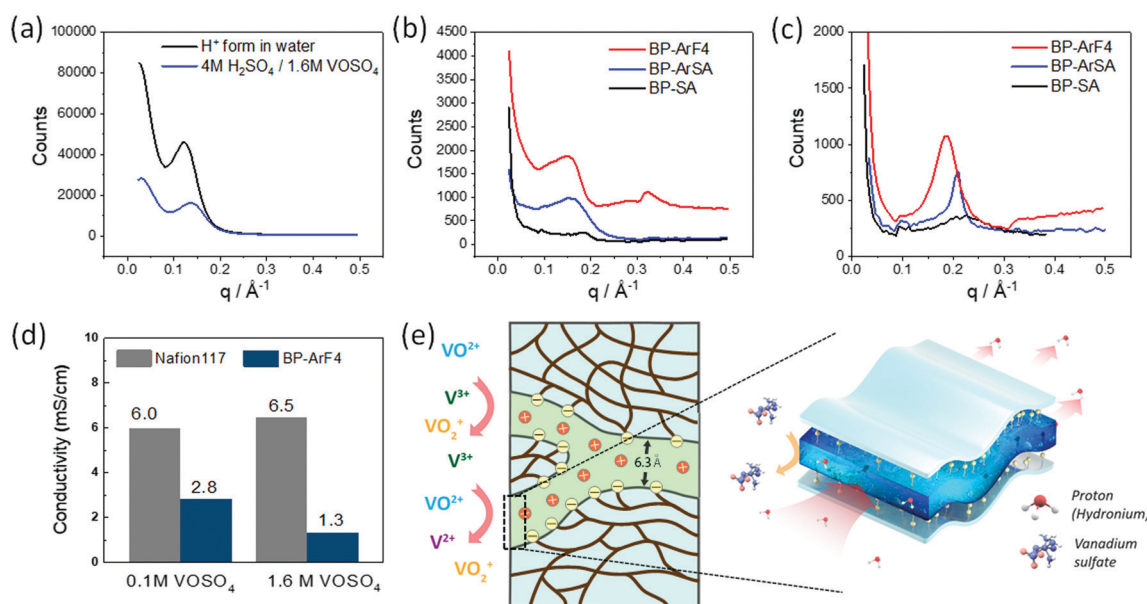 (a)
100000
80000
60000
40000
20000
0
Counts
0.0 0.1 0.2 0.3 0.4 0.5
q / Å⁻¹
H⁺ form in water
4M H₂SO₄ / 1.6M VOSO₄
(b)
4500
4000
3500
3000
2500
2000
1500
1000
500
0
Counts
0.0 0.1 0.2 0.3 0.4 0.5
q / Å⁻¹
BP-ArF4
BP-ArSA
BP-SA
(c)
2000
1500
1000
500
0
Counts
0.0 0.1 0.2 0.3 0.4 0.5
q / Å⁻¹
BP-ArF4
BP-ArSA
BP-SA
(d)
10
8
6
4
2
0
Conductivity (mS/cm)
Nafion117 BP-ArF4
6.0
2.8
6.5
1.3
0.1M VOSO₄ 1.6 M VOSO₄
(e)
VO²⁺
V³⁺
VO₂⁺
V³⁺
VO²⁺
V²⁺
VO₂⁺
6.3 Å
Proton
(Hydronium)
Vanadium
sulfate